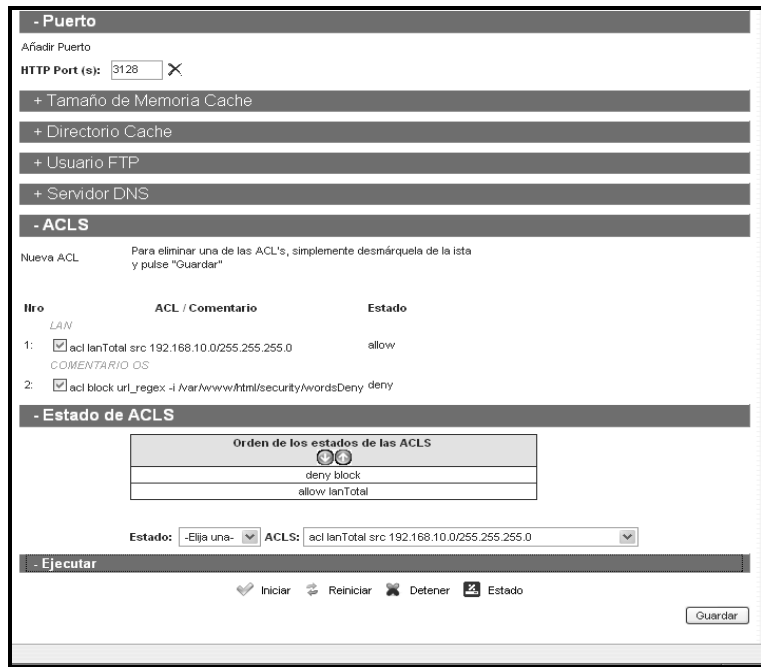 - Puerto
Añadir Puerto
HTTP Port (s): 3128
+ Tamaño de Memoria Cache
+ Directorio Cache
+ Usuario FTP
+ Servidor DNS
- ACLS
Nueva ACL
Para eliminar una de las ACL's, simplemente desmárquela de la ista
y pulse "Guardar"
Nro ACL / Comentario Estado
LAN
1: acl lanTotal src 192.168.10.0/255.255.255.0 allow
COMENTARIO OS
2: acl block url_regex -i /var/www/html/security/wordsDeny deny
- Estado de ACLS
Orden de los estados de las ACLS
deny block
allow lanTotal
Estado: -Elija una- ACLS: acl lanTotal src 192.168.10.0/255.255.255.0
- Ejecutar
Iniciar Reiniciar Detener Estado
Guardar